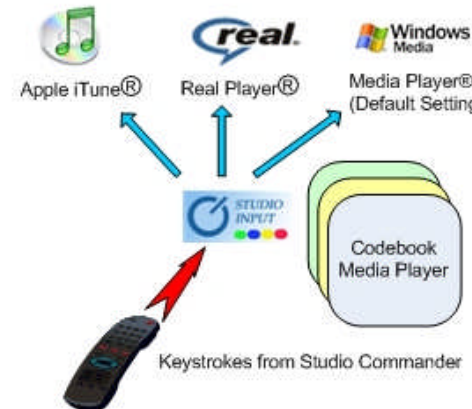 real.
Windows
Media
Apple iTune®
Real Player®
Media Player®
(Default Setting
STUDIO
INPUT
Codebook
Media Player
Keystrokes from Studio Commander